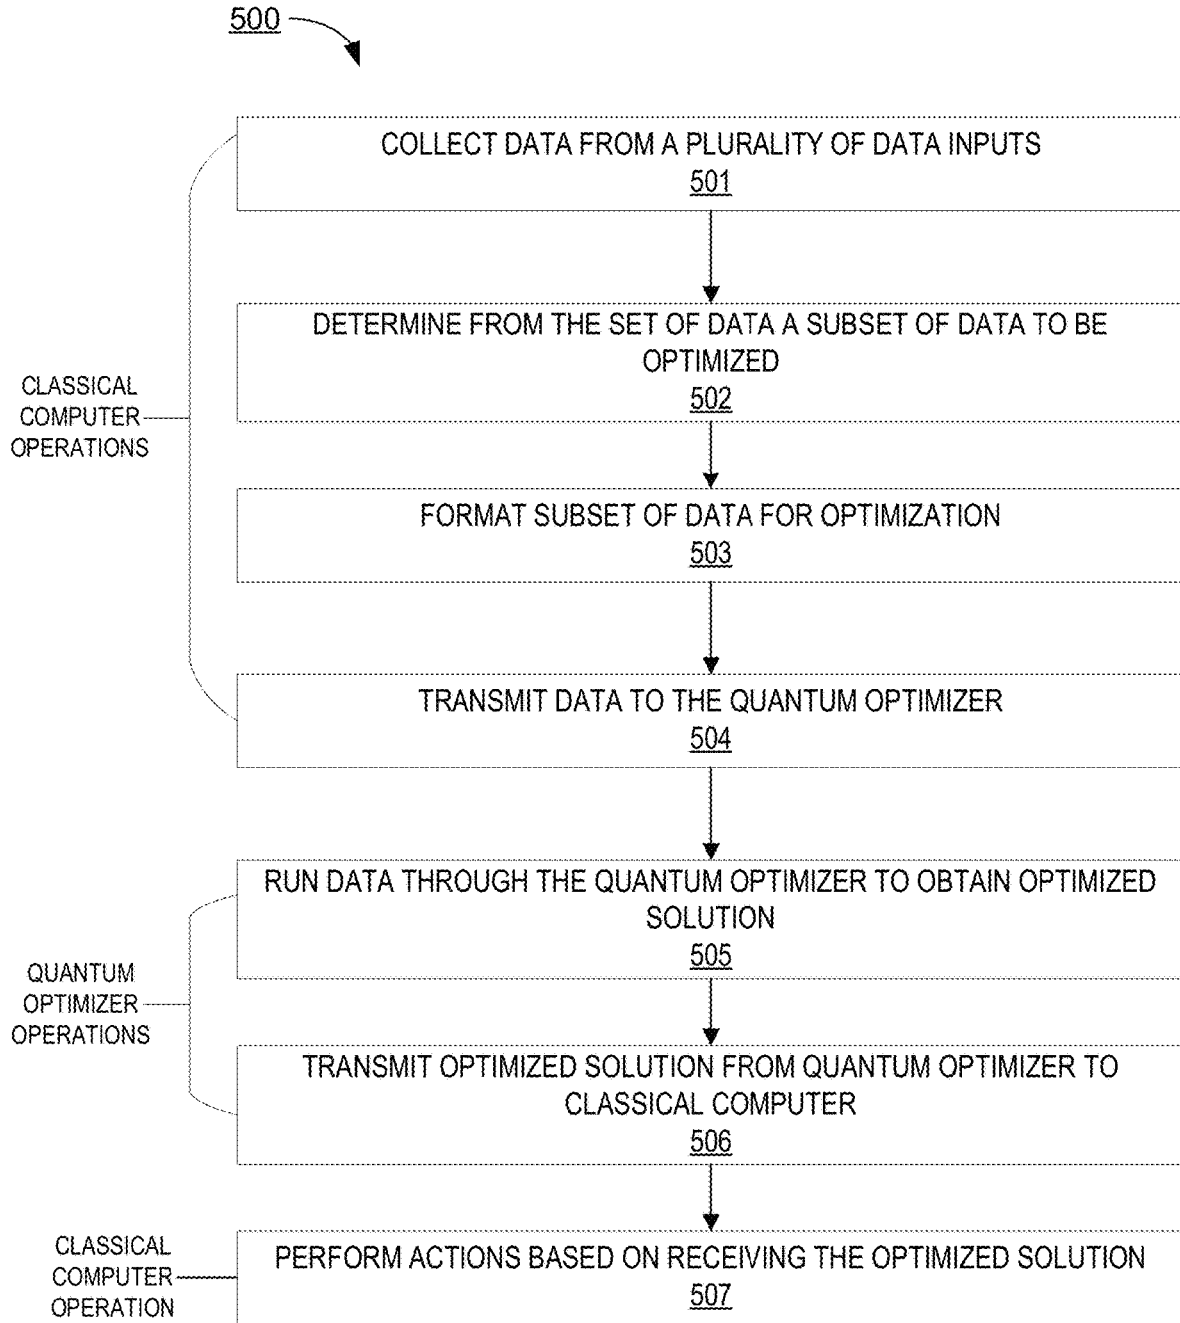 500
COLLECT DATA FROM A PLURALITY OF DATA INPUTS
501
DETERMINE FROM THE SET OF DATA A SUBSET OF DATA TO BE
OPTIMIZED
502
CLASSICAL
COMPUTER
OPERATIONS
FORMAT SUBSET OF DATA FOR OPTIMIZATION
503
TRANSMIT DATA TO THE QUANTUM OPTIMIZER
504
RUN DATA THROUGH THE QUANTUM OPTIMIZER TO OBTAIN OPTIMIZED
SOLUTION
505
QUANTUM
OPTIMIZER
OPERATIONS
TRANSMIT OPTIMIZED SOLUTION FROM QUANTUM OPTIMIZER TO
CLASSICAL COMPUTER
506
CLASSICAL
COMPUTER
OPERATION
PERFORM ACTIONS BASED ON RECEIVING THE OPTIMIZED SOLUTION
507